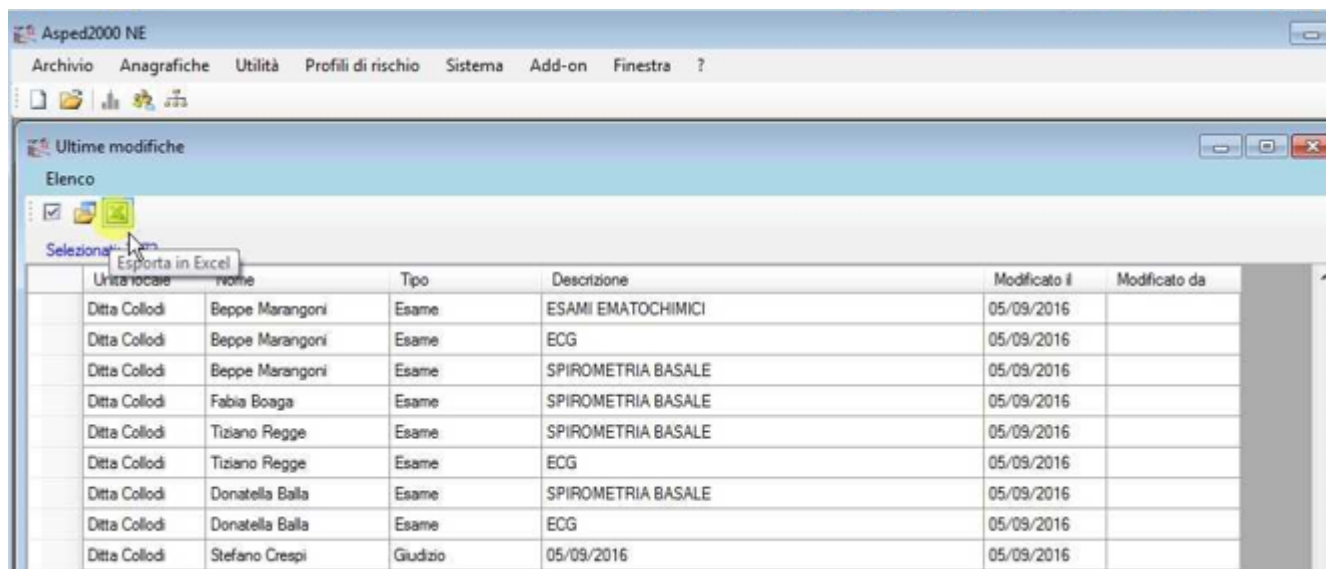 Asped2000 NE
Archivio Anagrafiche Utilità Profili di rischio Sistema Add-on Finestra ?
Ultime modifiche
Elenco
Esporta in Excel
Unità locale Nome Tipo Descrizione Modificato il Modificato da
Ditta Collodi Beppe Marangoni Esame ESAMI EMATOCHIMICI 05/09/2016
Ditta Collodi Beppe Marangoni Esame ECG 05/09/2016
Ditta Collodi Beppe Marangoni Esame SPIROMETRIA BASALE 05/09/2016
Ditta Collodi Fabia Boaga Esame SPIROMETRIA BASALE 05/09/2016
Ditta Collodi Tiziano Regge Esame SPIROMETRIA BASALE 05/09/2016
Ditta Collodi Tiziano Regge Esame ECG 05/09/2016
Ditta Collodi Donatella Balla Esame SPIROMETRIA BASALE 05/09/2016
Ditta Collodi Donatella Balla Esame ECG 05/09/2016
Ditta Collodi Stefano Crespi Giudizio 05/09/2016 05/09/2016